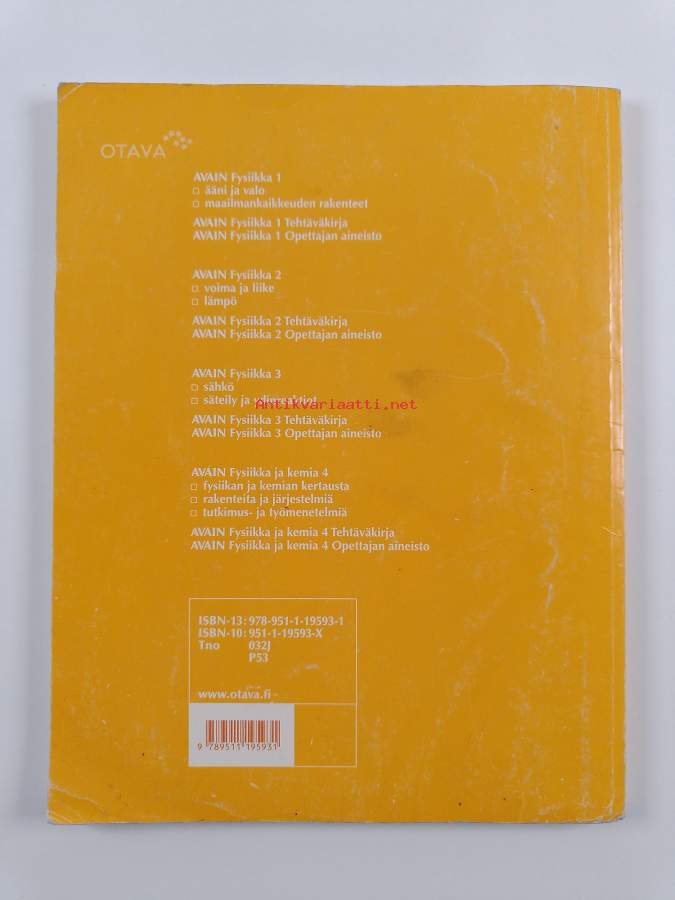 OTAVA
AVAIN Fysiikka 1
□ ääni ja valo
□ maailmankaikkeuden rakenteet
AVAIN Fysiikka 1 Tehtäväkirja
AVAIN Fysiikka 1 Opettajan aineisto
AVAIN Fysiikka 2
□ voima ja liike
□ lämpö
AVAIN Fysiikka 2 Tehtäväkirja
AVAIN Fysiikka 2 Opettajan aineisto
AVAIN Fysiikka 3
□ sähkö
□ säteily ja ydinreaktiot
Antikvariaatti.net
AVAIN Fysiikka 3 Tehtäväkirja
AVAIN Fysiikka 3 Opettajan aineisto
AVAIN Fysiikka ja kemia 4
□ fysiikan ja kemian kertausta
□ rakenteita ja järjestelmiä
□ tutkimus- ja työmenetelmiä
AVAIN Fysiikka ja kemia 4 Tehtäväkirja
AVAIN Fysiikka ja kemia 4 Opettajan aineisto
ISBN-13: 978-951-1-19593-1
ISBN-10: 951-1-19593-X
Tno 032J
P53
www.otava.fi
9 789511 195931